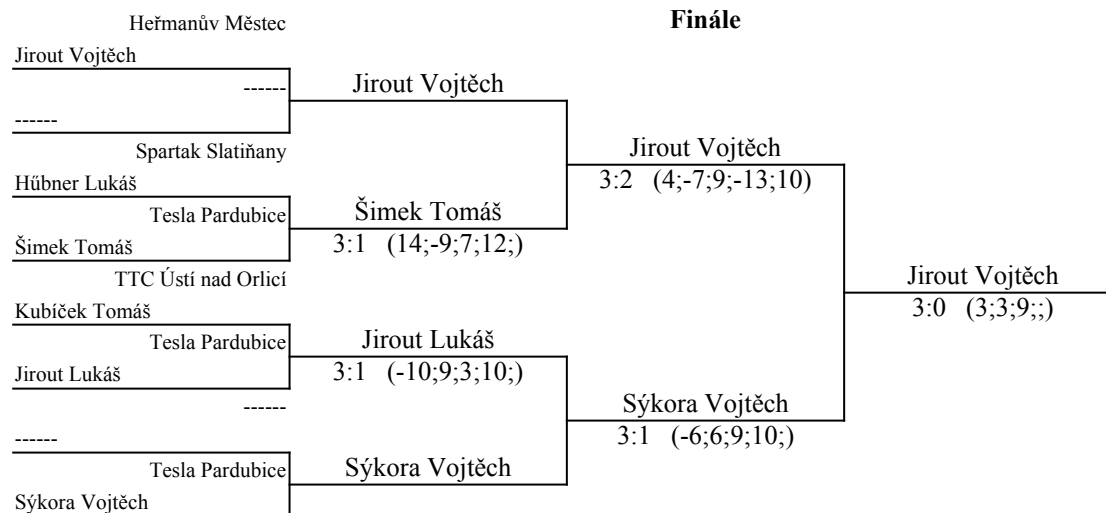 Heřmanův Městec
Finále
Jirout Vojtěch
------
Jirout Vojtěch
------
Spartak Slatiňany
Jirout Vojtěch
3:2 (4;-7;9;-13;10)
Hűbner Lukáš
Tesla Pardubice
Šimek Tomáš
3:1 (14;-9;7;12;)
Šimek Tomáš
TTC Ústí nad Orlicí
Jirout Vojtěch
3:0 (3;3;9;;)
Kubíček Tomáš
Tesla Pardubice
Jirout Lukáš
3:1 (-10;9;3;10;)
Jirout Lukáš
------
Sýkora Vojtěch
3:1 (-6;6;9;10;)
------
Tesla Pardubice
Sýkora Vojtěch
Sýkora Vojtěch